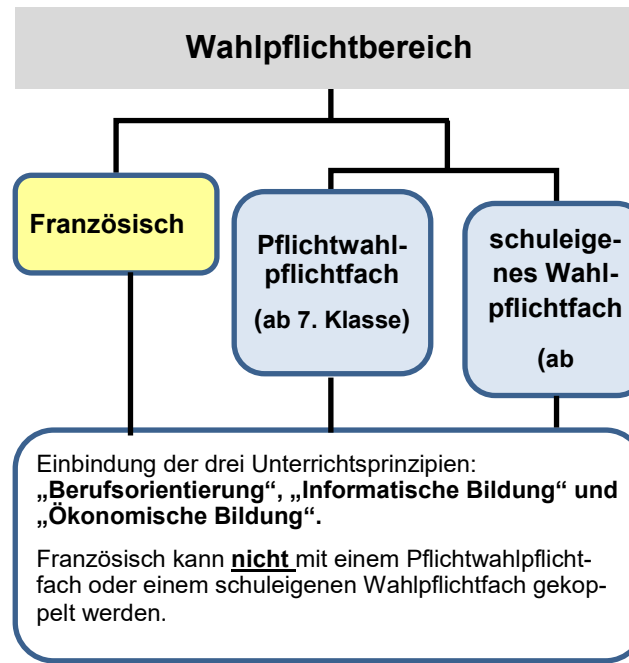 Wahlpflichtbereich
Französisch
Pflichtwahl-
pflichtfach
(ab 7. Klasse)
schuleige-
nes Wahl-
pflichtfach
(ab
Einbindung der drei Unterrichtsprinzipien:
„Berufsorientierung“, „Informatische Bildung“ und
„Ökonomische Bildung“.
Französisch kann nicht mit einem Pflichtwahlpflicht-
fach oder einem schuleigenen Wahlpflichtfach gekop-
pelt werden.